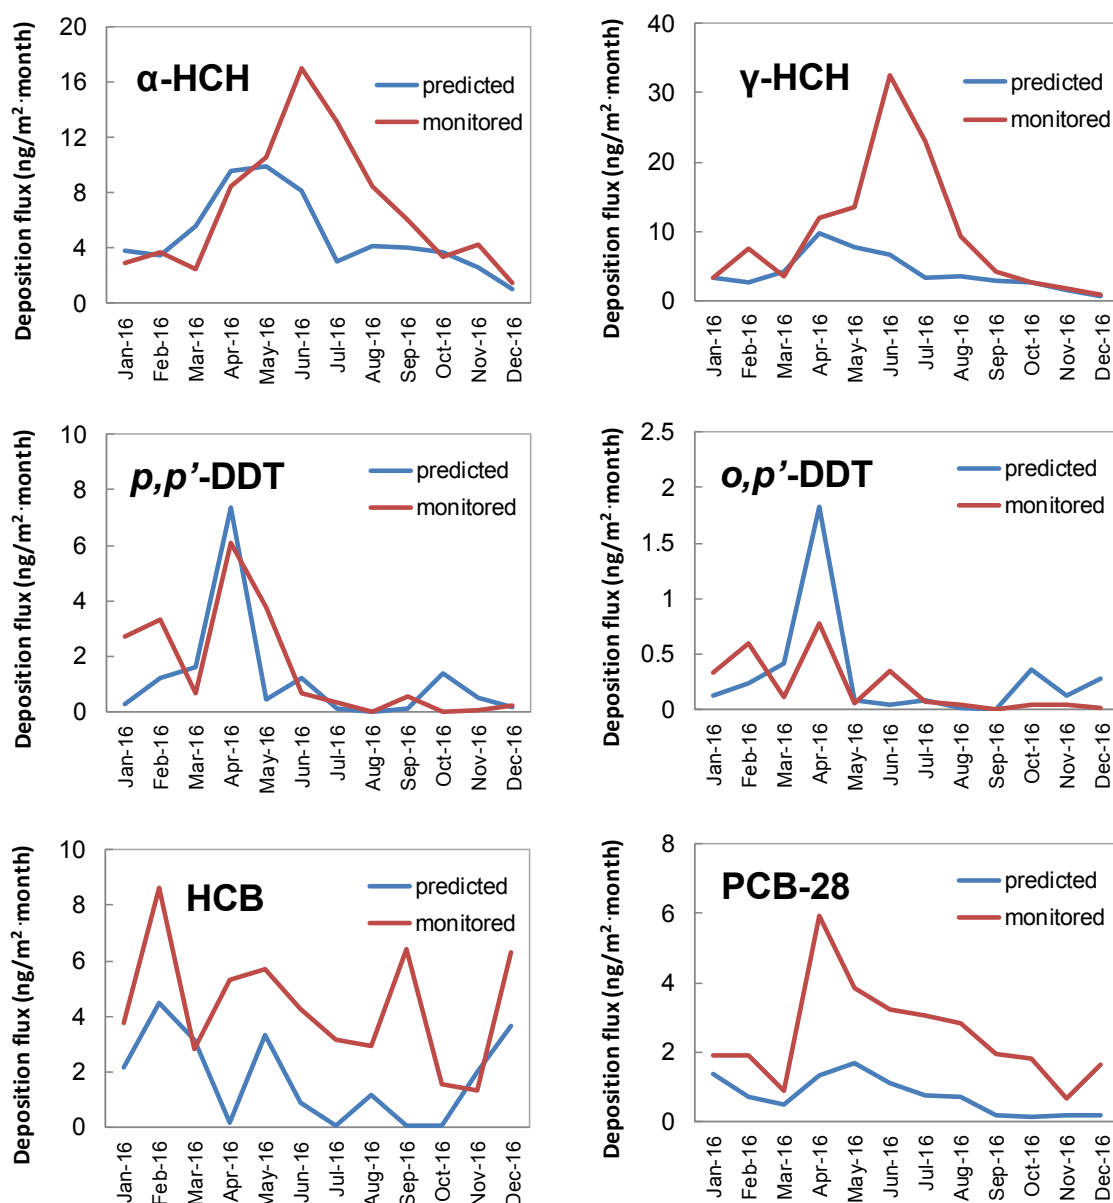 Deposition flux (ng/m²·month)
20
16
12
8
4
0
α-HCH
predicted
monitored
Jan-16
Feb-16
Mar-16
Apr-16
May-16
Jun-16
Jul-16
Aug-16
Sep-16
Oct-16
Nov-16
Dec-16
Deposition flux (ng/m²·month)
40
30
20
10
0
γ-HCH
predicted
monitored
Jan-16
Feb-16
Mar-16
Apr-16
May-16
Jun-16
Jul-16
Aug-16
Sep-16
Oct-16
Nov-16
Dec-16
Deposition flux (ng/m²·month)
10
8
6
4
2
0
p,p’-DDT
predicted
monitored
Jan-16
Feb-16
Mar-16
Apr-16
May-16
Jun-16
Jul-16
Aug-16
Sep-16
Oct-16
Nov-16
Dec-16
Deposition flux (ng/m²·month)
2.5
2
1.5
1
0.5
0
o,p’-DDT
predicted
monitored
Jan-16
Feb-16
Mar-16
Apr-16
May-16
Jun-16
Jul-16
Aug-16
Sep-16
Oct-16
Nov-16
Dec-16
Deposition flux (ng/m²·month)
10
8
6
4
2
0
HCB
predicted
monitored
Jan-16
Feb-16
Mar-16
Apr-16
May-16
Jun-16
Jul-16
Aug-16
Sep-16
Oct-16
Nov-16
Dec-16
Deposition flux (ng/m²·month)
8
6
4
2
0
PCB-28
predicted
monitored
Jan-16
Feb-16
Mar-16
Apr-16
May-16
Jun-16
Jul-16
Aug-16
Sep-16
Oct-16
Nov-16
Dec-16